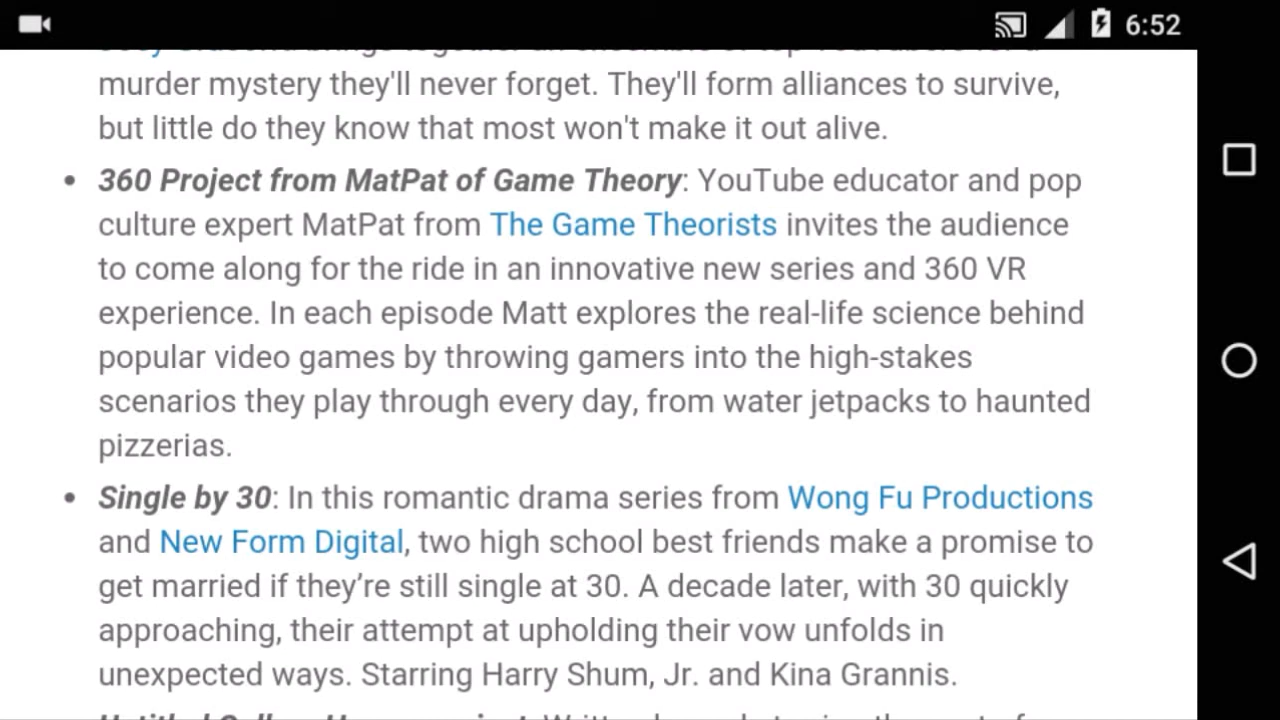 6:52
murder mystery they'll never forget. They'll form alliances to survive,
but little do they know that most won't make it out alive.
• 360 Project from MatPat of Game Theory: YouTube educator and pop
culture expert MatPat from The Game Theorists invites the audience
to come along for the ride in an innovative new series and 360 VR
experience. In each episode Matt explores the real-life science behind
popular video games by throwing gamers into the high-stakes
scenarios they play through every day, from water jetpacks to haunted
pizzerias.
• Single by 30: In this romantic drama series from Wong Fu Productions
and New Form Digital, two high school best friends make a promise to
get married if they’re still single at 30. A decade later, with 30 quickly
approaching, their attempt at upholding their vow unfolds in
unexpected ways. Starring Harry Shum, Jr. and Kina Grannis.